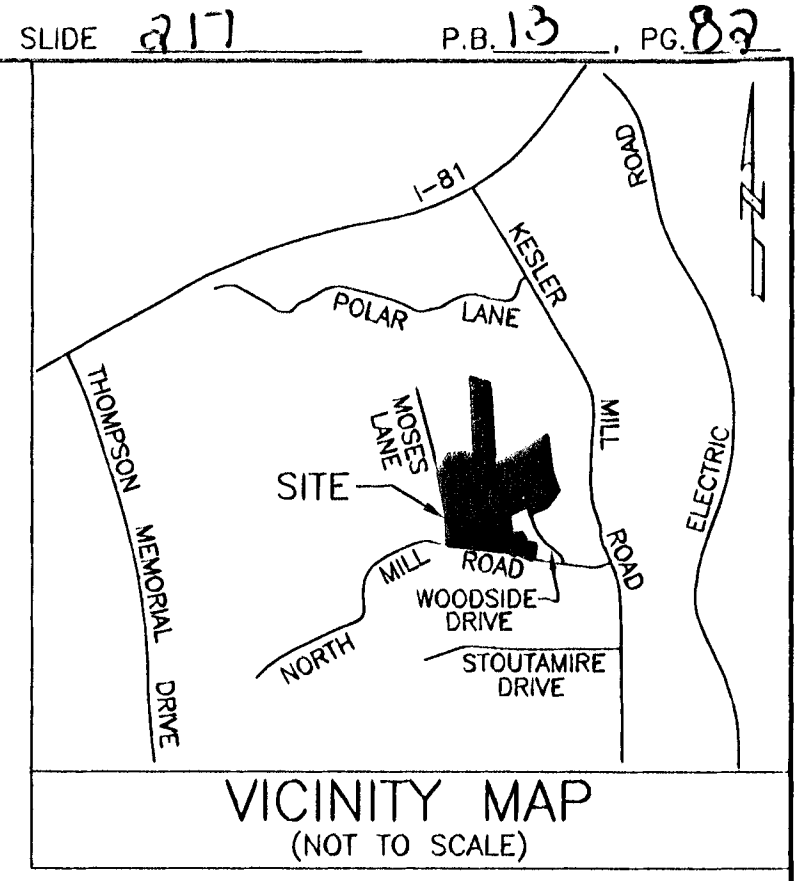 SLIDE 217 P.B. 13, PG. 82
I-81
ROAD
N
KESLER
POLAR LANE
THOMPSON
MOSES
LANE
MILL
ELECTRIC
SITE
MEMORIAL
MILL ROAD
ROAD
WOODSIDE
DRIVE
NORTH
STOUTAMIRE
DRIVE
DRIVE
VICINITY MAP
(NOT TO SCALE)